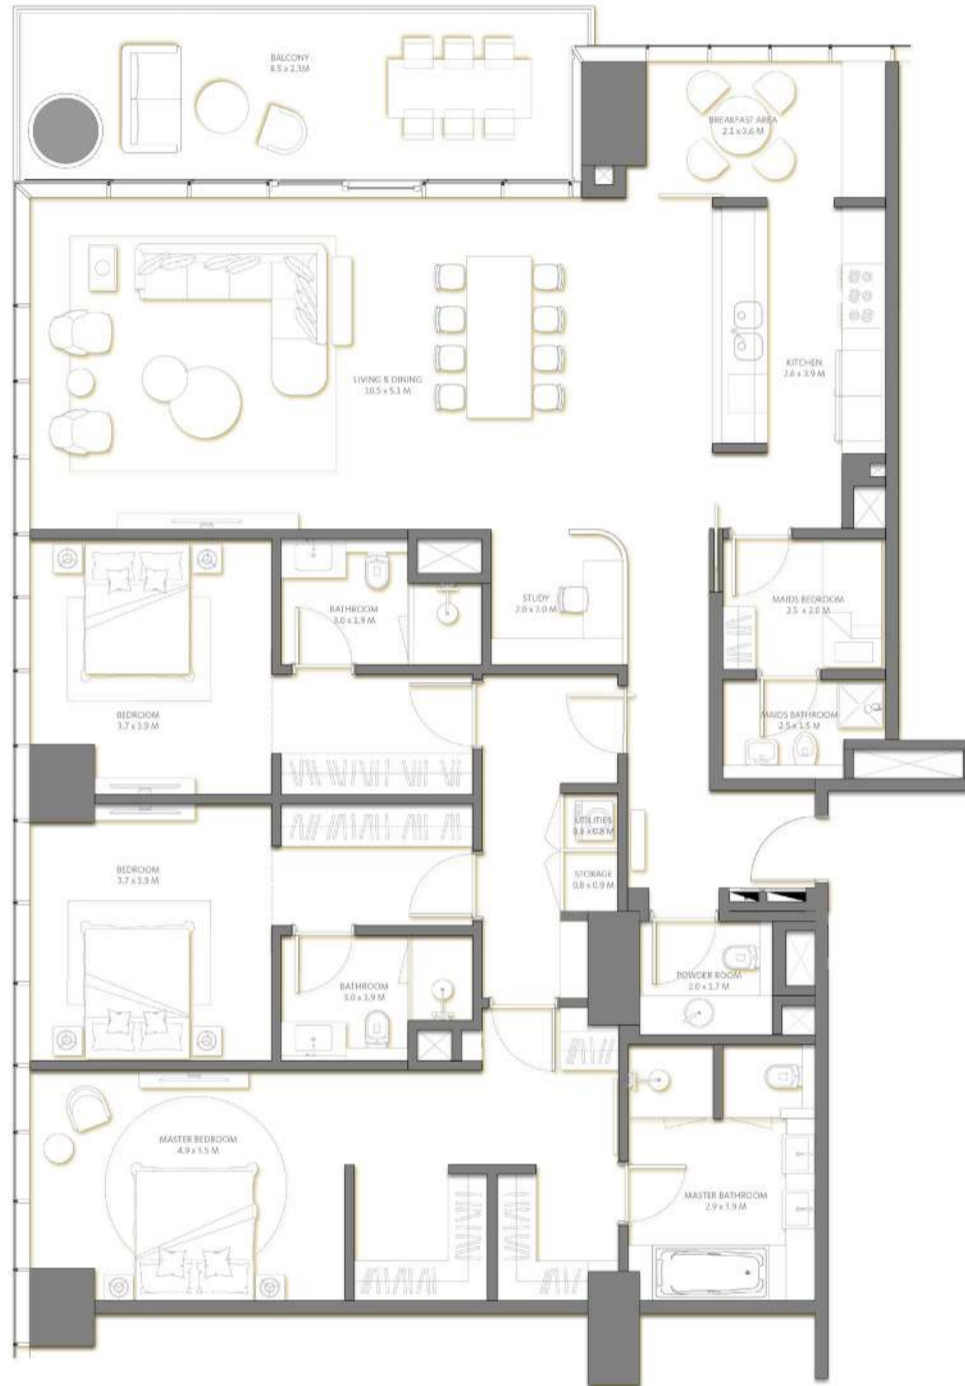 BALCONY
8.5 x 2.3M
BREAKFAST AREA
2.1 x 2.6 M
KITCHEN
2.6 x 3.9 M
LIVING & DINING
10.5 x 5.1 M
STUDY
2.0 x 2.0 M
BATHROOM
3.0 x 1.9 M
MAIDS BEDROOM
2.5 x 2.0 M
BEDROOM
3.7 x 3.9 M
MAIDS BATHROOM
2.5 x 1.5 M
UTILITIES
0.8 x 0.8 M
BEDROOM
3.7 x 3.9 M
STORAGE
0.8 x 0.9 M
POWDER ROOM
2.0 x 1.7 M
BATHROOM
3.0 x 1.9 M
MASTER BEDROOM
4.9 x 3.5 M
MASTER BATHROOM
2.9 x 3.9 M